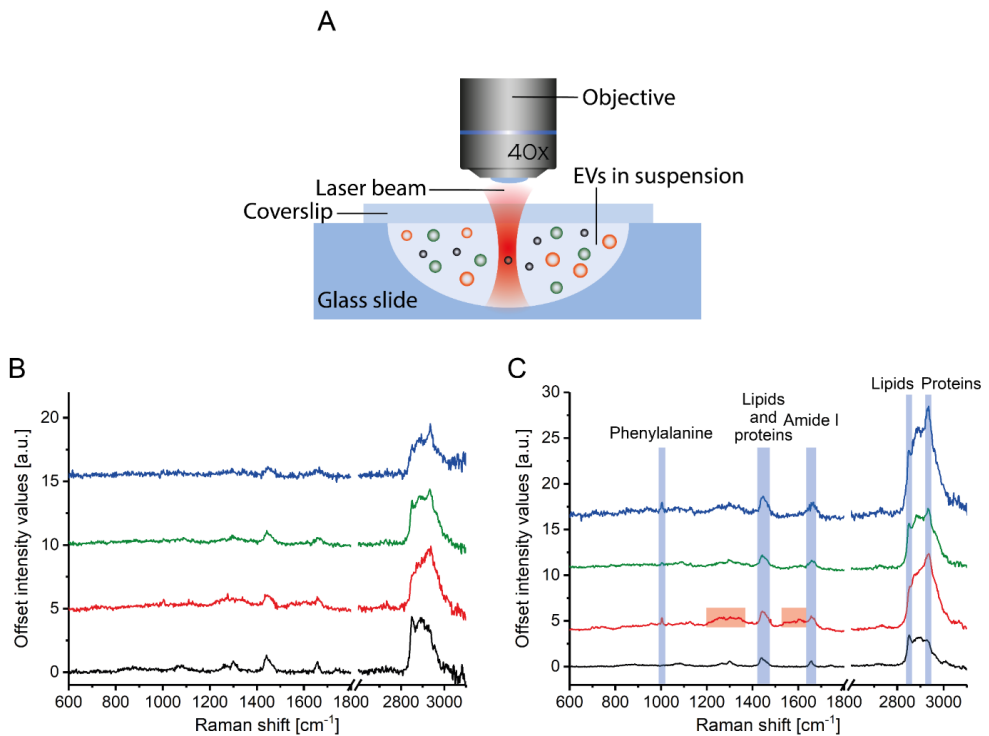 A
Objective
40x
EVs in suspension
Laser beam
Coverslip
Glass slide
B
Offset intensity values [a.u.]
20
15
10
5
0
600 800 1000 1200 1400 1600 1800 2800 3000
Raman shift [cm⁻¹]
C
Lipids Proteins
Lipids
and
proteins
Amide I
Phenylalanine
Offset intensity values [a.u.]
30
25
20
15
10
5
0
600 800 1000 1200 1400 1600 1800 2800 3000
Raman shift [cm⁻¹]